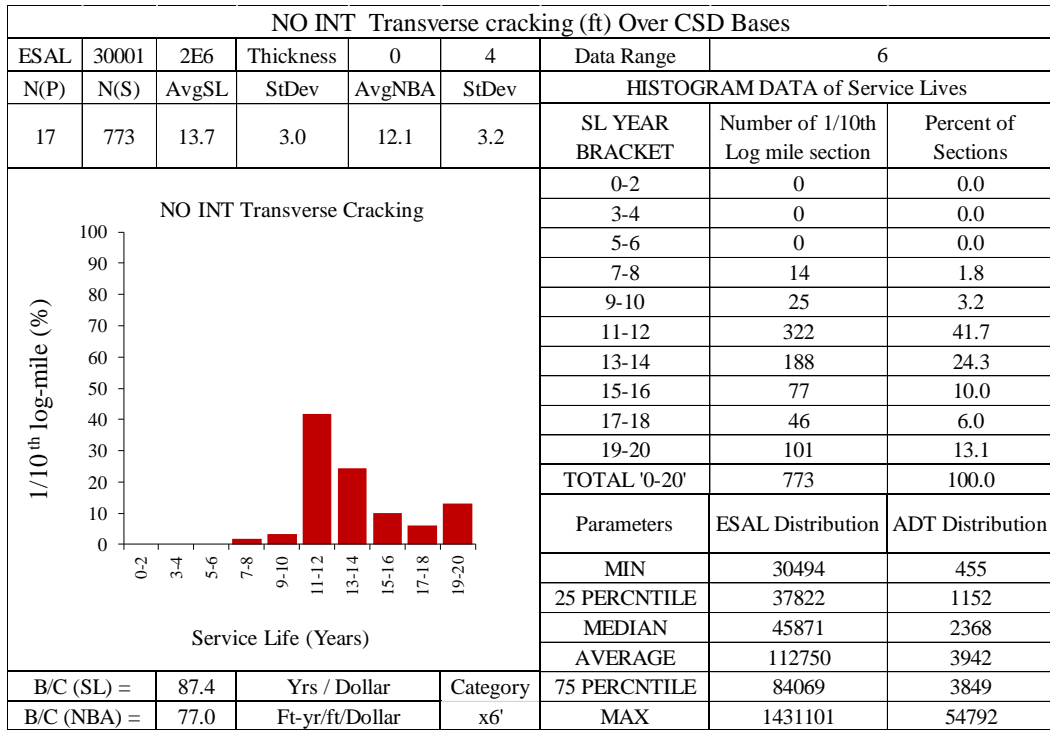 NO INT Transverse cracking (ft) Over CSD Bases
ESAL 30001 2E6 Thickness 0 4 Data Range 6
N(P) N(S) AvgSL StDev AvgNBA StDev HISTOGRAM DATA of Service Lives
17 773 13.7 3.0 12.1 3.2
SL YEAR BRACKET Number of 1/10th Log mile section Percent of Sections
0-2 0 0.0
3-4 0 0.0
5-6 0 0.0
7-8 14 1.8
9-10 25 3.2
11-12 322 41.7
13-14 188 24.3
15-16 77 10.0
17-18 46 6.0
19-20 101 13.1
TOTAL '0-20' 773 100.0
Parameters ESAL Distribution ADT Distribution
MIN 30494 455
25 PERCNTILE 37822 1152
MEDIAN 45871 2368
AVERAGE 112750 3942
75 PERCNTILE 84069 3849
MAX 1431101 54792
NO INT Transverse Cracking
1/10 th log-mile (%)
100
90
80
70
60
50
40
30
20
10
0
0-2 3-4 5-6 7-8 9-10 11-12 13-14 15-16 17-18 19-20
Service Life (Years)
B/C (SL) = 87.4 Yrs / Dollar Category
B/C (NBA) = 77.0 Ft-yr/ft/Dollar x6'